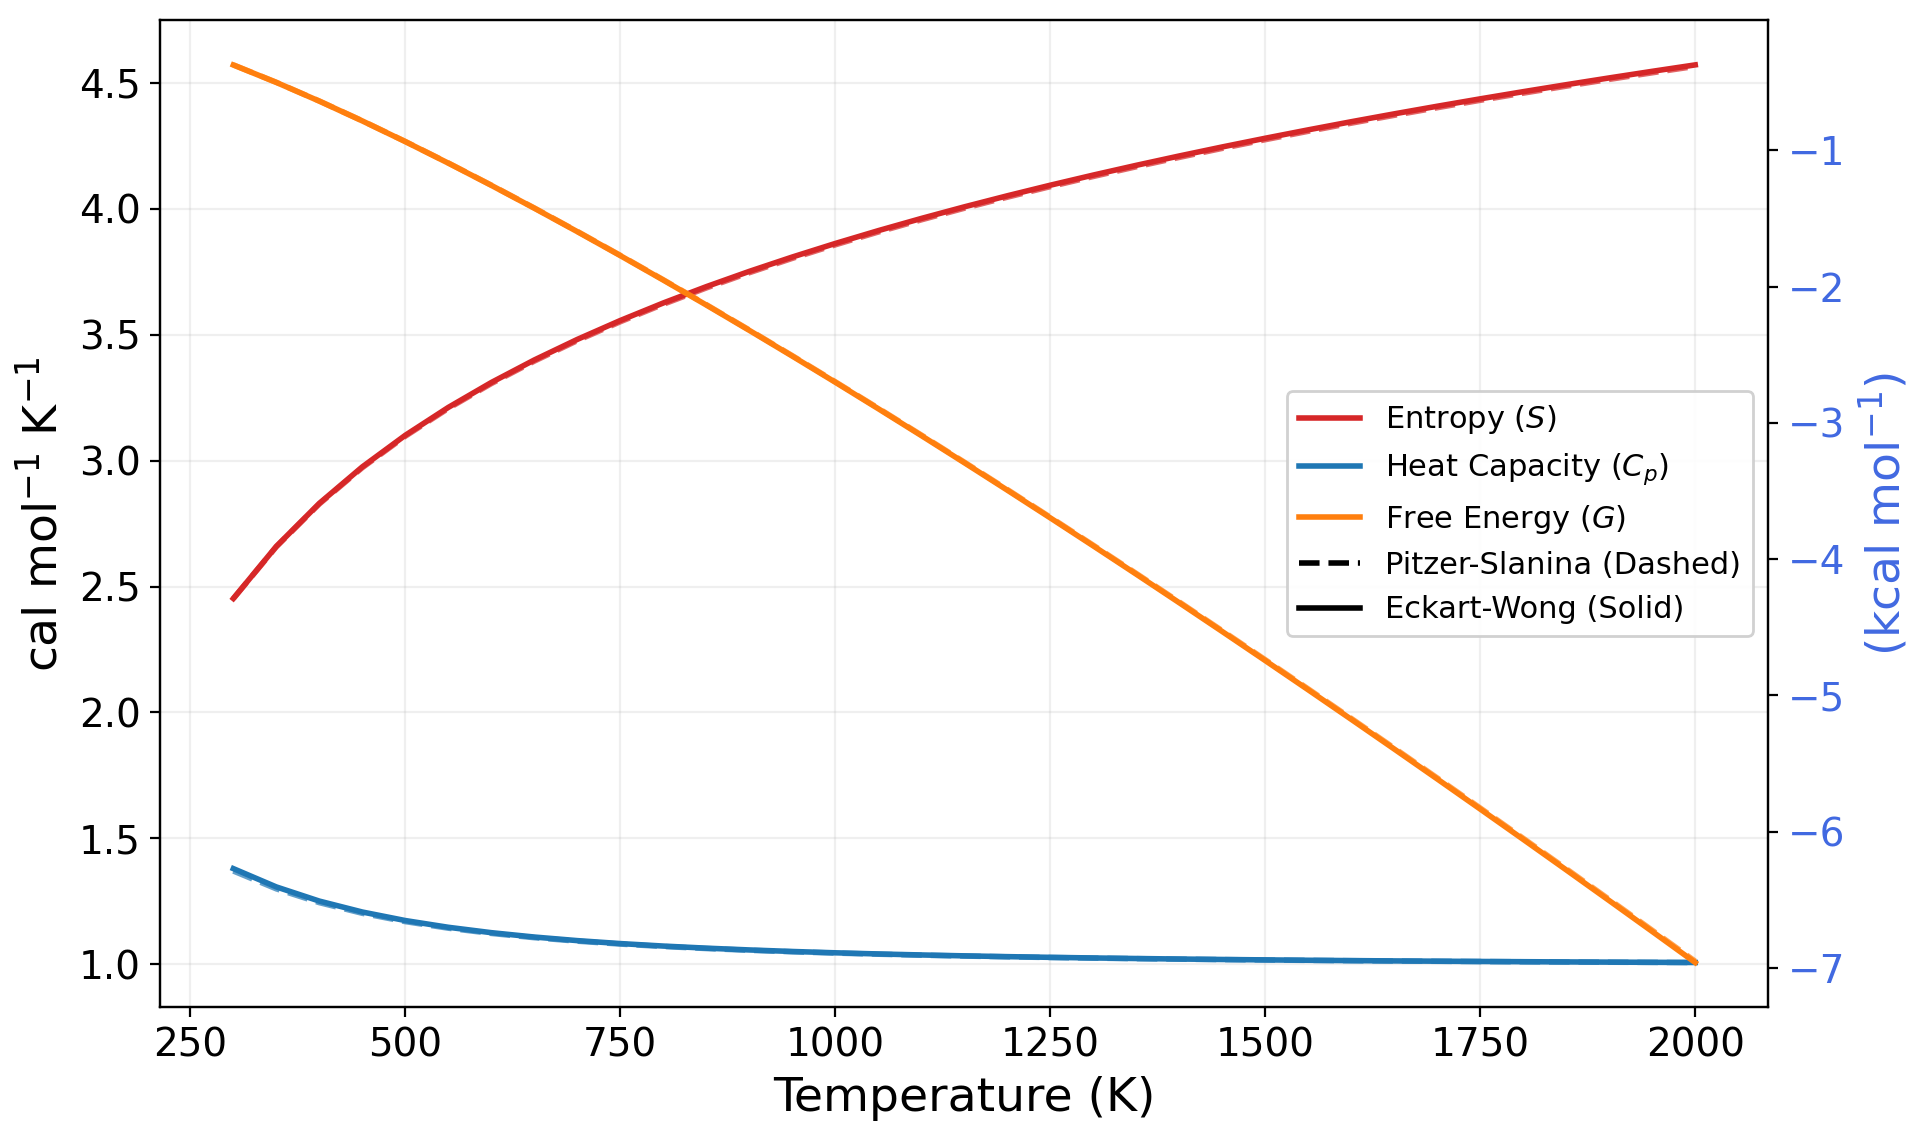 4.5
4.0
3.5
3.0
2.5
2.0
1.5
1.0
cal mol⁻¹ K⁻¹
−1
−2
−3
−4
−5
−6
−7
(kcal mol⁻¹)
Entropy (S)
Heat Capacity (Cₚ)
Free Energy (G)
Pitzer-Slanina (Dashed)
Eckart-Wong (Solid)
250 500 750 1000 1250 1500 1750 2000
Temperature (K)